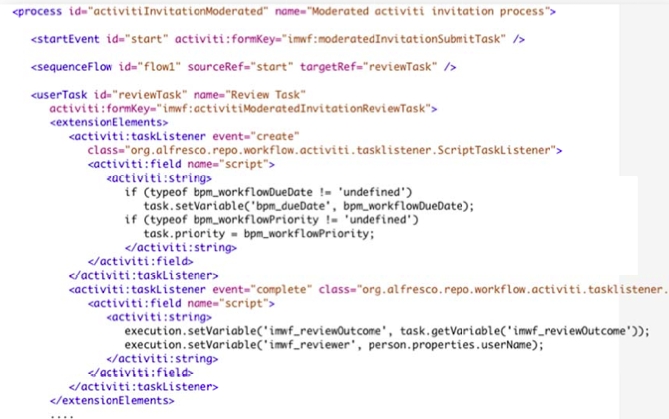 <process id="activitiInvitationModerated" name="Moderated activiti invitation process">
<startEvent id="start" activiti:formKey="imwf:moderatedInvitationSubmitTask" />
<sequenceFlow id="flow1" sourceRef="start" targetRef="reviewTask" />
<userTask id="reviewTask" name="Review Task"
activiti:formKey="imwf:activitiModeratedInvitationReviewTask">
<extensionElements>
<activiti:taskListener event="create"
class="org.alfresco.repo.workflow.activiti.tasklistener.ScriptTaskListener">
<activiti:field name="script">
<activiti:string>
if (typeof bpm_workflowDueDate != 'undefined')
task.setVariable('bpm_dueDate', bpm_workflowDueDate);
if (typeof bpm_workflowPriority != 'undefined')
task.priority = bpm_workflowPriority;
</activiti:string>
</activiti:field>
</activiti:taskListener>
<activiti:taskListener event="complete" class="org.alfresco.repo.workflow.activiti.tasklistener.
<activiti:field name="script">
<activiti:string>
execution.setVariable('imwf_reviewOutcome', task.getVariable('imwf_reviewOutcome'));
execution.setVariable('imwf_reviewer', person.properties.userName);
</activiti:string>
</activiti:field>
</activiti:taskListener>
</extensionElements>
....